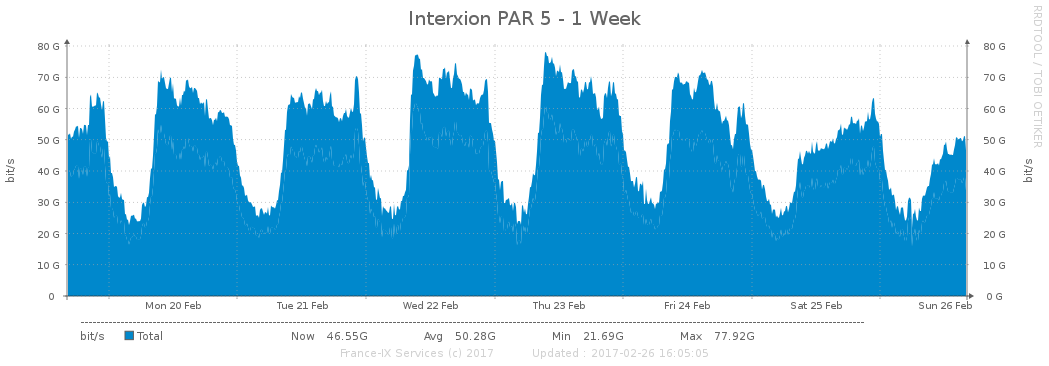 Interxion PAR 5 - 1 Week
RRDTOOL / TOBI OETIKER
80 G 80 G
70 G 70 G
60 G 60 G
50 G 50 G
40 G 40 G
30 G 30 G
20 G 20 G
10 G 10 G
0 0 G
bit/s
bit/s
Mon 20 Feb Tue 21 Feb Wed 22 Feb Thu 23 Feb Fri 24 Feb Sat 25 Feb Sun 26 Feb
bit/s Total Now 46.55G Avg 50.28G Min 21.69G Max 77.92G
France-IX Services (c) 2017 Updated : 2017-02-26 16:05:05